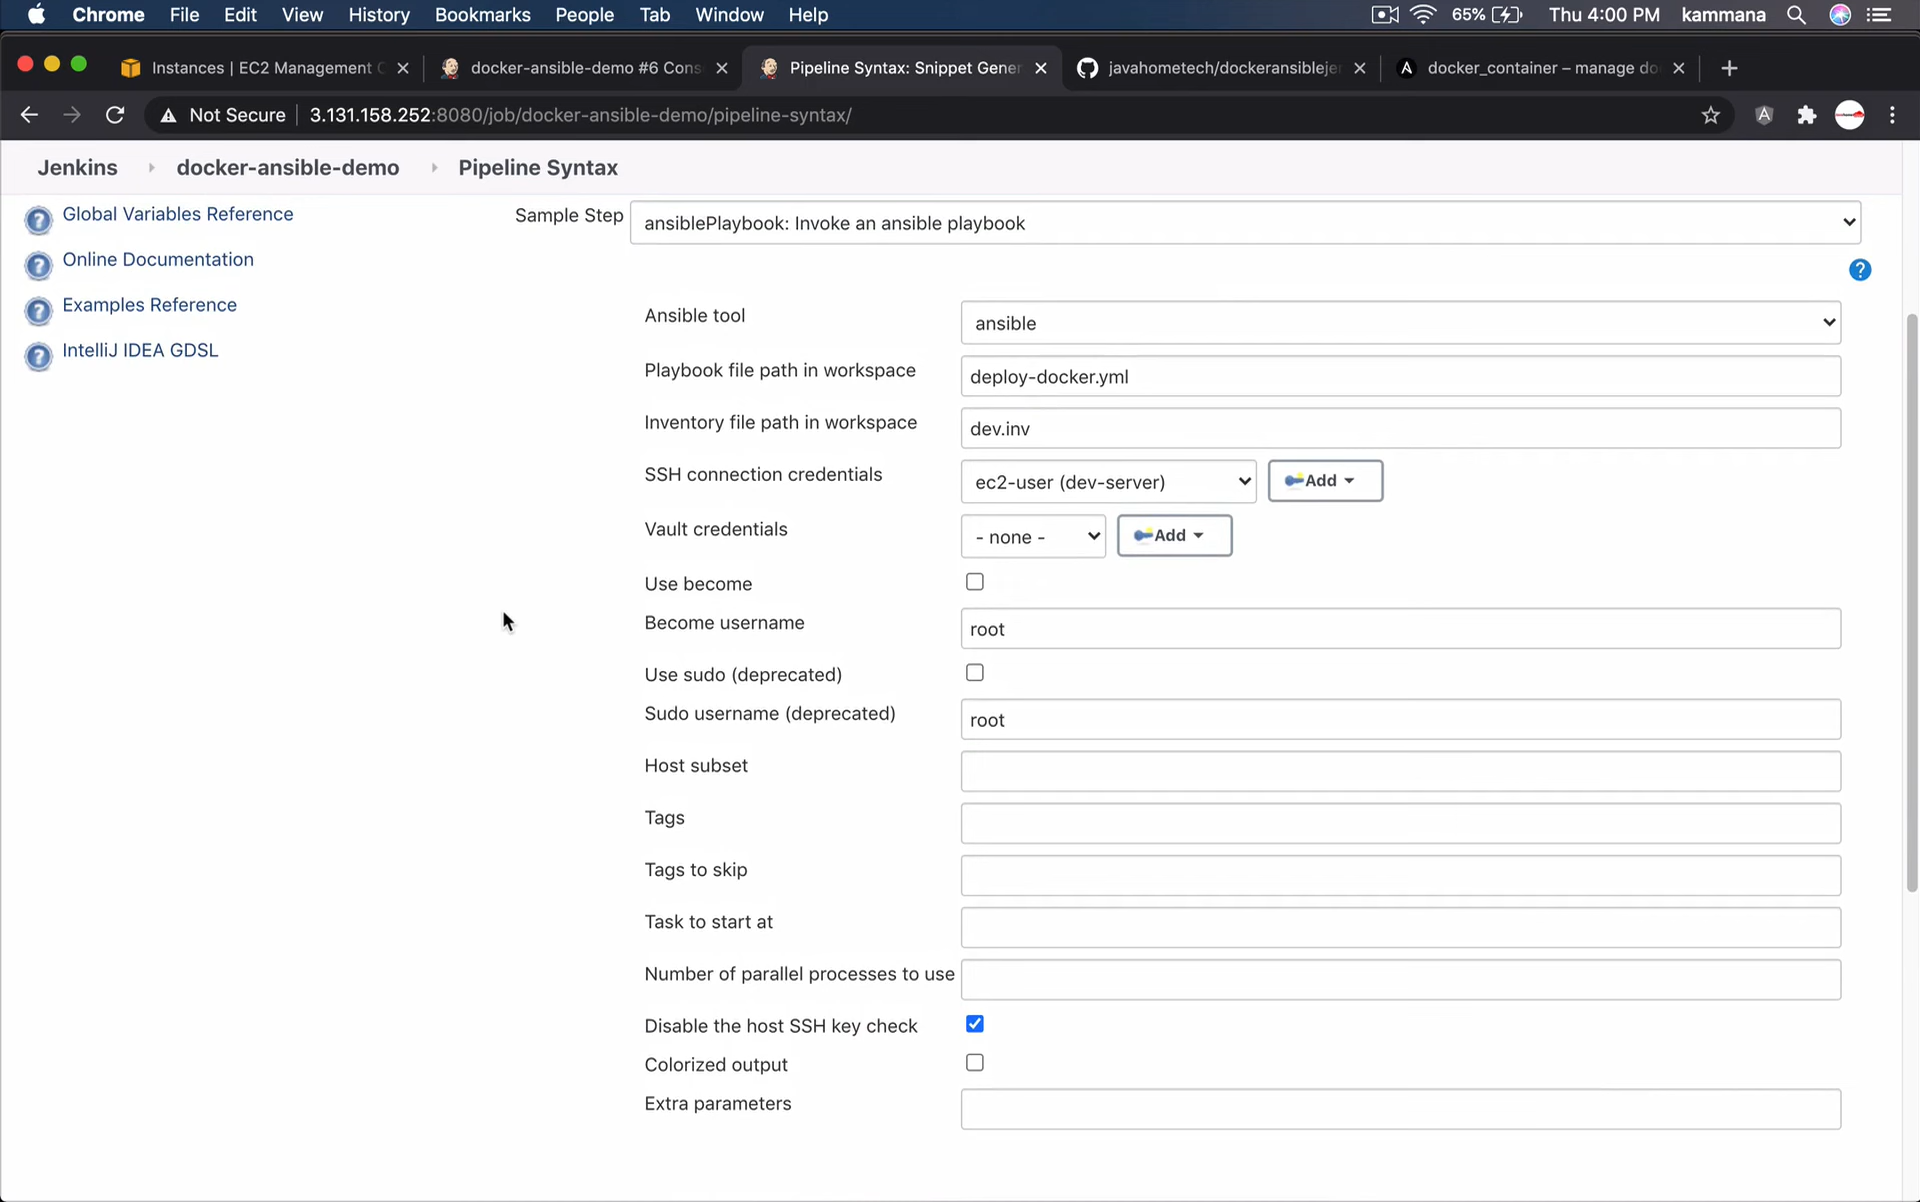 Chrome File Edit View History Bookmarks People Tab Window Help 65% Thu 4:00 PM kammana
Instances | EC2 Management C docker-ansible-demo #6 Cons Pipeline Syntax: Snippet Gener javahometech/dockeransiblejer docker_container – manage do
Not Secure 3.131.158.252:8080/job/docker-ansible-demo/pipeline-syntax/
Jenkins docker-ansible-demo Pipeline Syntax
Global Variables Reference
Online Documentation
Examples Reference
IntelliJ IDEA GDSL
Sample Step ansiblePlaybook: Invoke an ansible playbook
Ansible tool ansible
Playbook file path in workspace deploy-docker.yml
Inventory file path in workspace dev.inv
SSH connection credentials ec2-user (dev-server) Add
Vault credentials - none - Add
Use become
Become username root
Use sudo (deprecated)
Sudo username (deprecated) root
Host subset
Tags
Tags to skip
Task to start at
Number of parallel processes to use
Disable the host SSH key check
Colorized output
Extra parameters